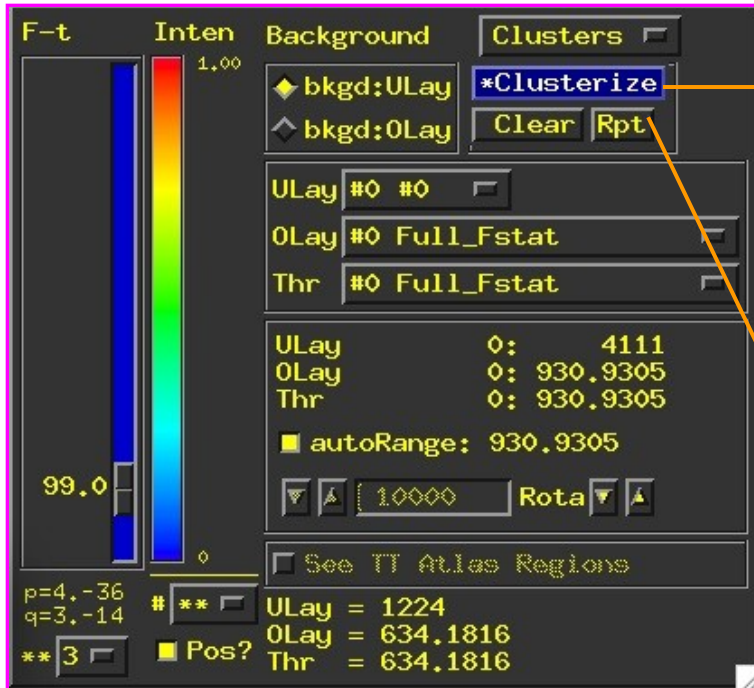 F-t Inten Background Clusters
1.00
bkgd:ULay *Clusterize
bkgd:OLay Clear Rpt
ULay #0 #0
OLay #0 Full_Fstat
Thr #0 Full_Fstat
ULay 0: 4111
OLay 0: 930.9305
Thr 0: 930.9305
autoRange: 930.9305
99.0
10000 Rota
0
See TT Atlas Regions
p=4.-36
q=3.-14
# **
** 3
Pos?
ULay = 1224
OLay = 634.1816
Thr = 634.1816